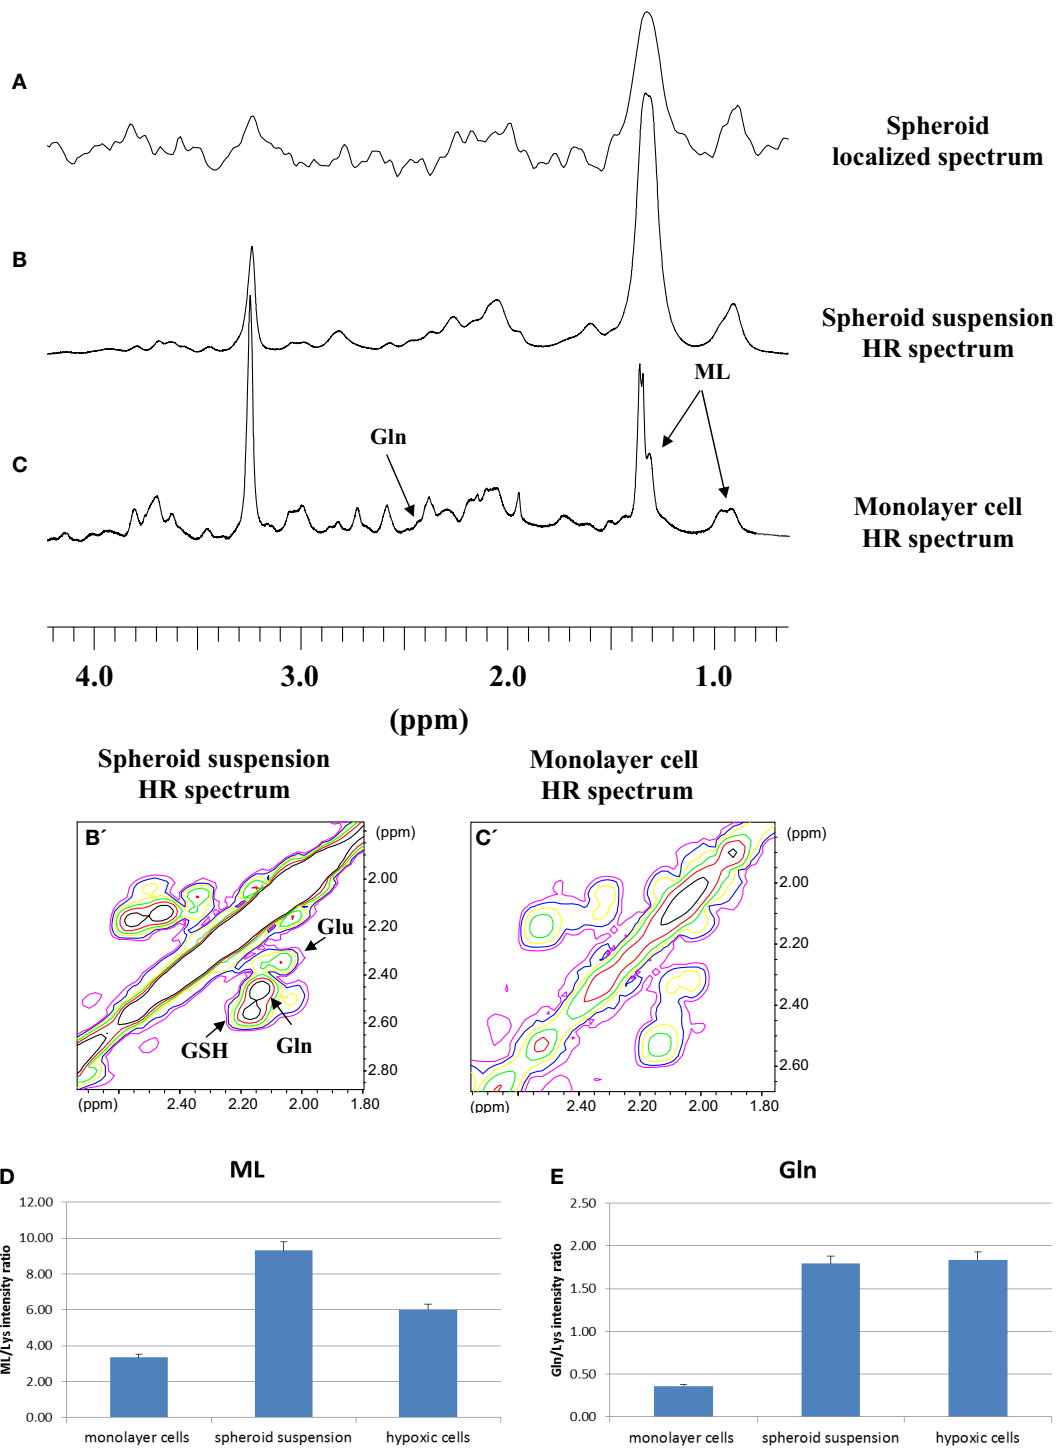 A
Spheroid
localized spectrum
B
Spheroid suspension
HR spectrum
ML
Gln
C
Monolayer cell
HR spectrum
4.0 3.0 2.0 1.0
(ppm)
Spheroid suspension
HR spectrum
Monolayer cell
HR spectrum
B´
(ppm)
2.00
2.20
2.40
2.60
2.80
Glu
GSH
Gln
(ppm) 2.40 2.20 2.00 1.80
C´
(ppm)
2.00
2.20
2.40
2.60
(ppm) 2.40 2.20 2.00 1.80
D
ML
12.00
10.00
8.00
6.00
4.00
2.00
0.00
ML/Lys intensity ratio
monolayer cells spheroid suspension hypoxic cells
E
Gln
2.50
2.00
1.50
1.00
0.50
0.00
Gln/Lys intensity ratio
monolayer cells spheroid suspension hypoxic cells